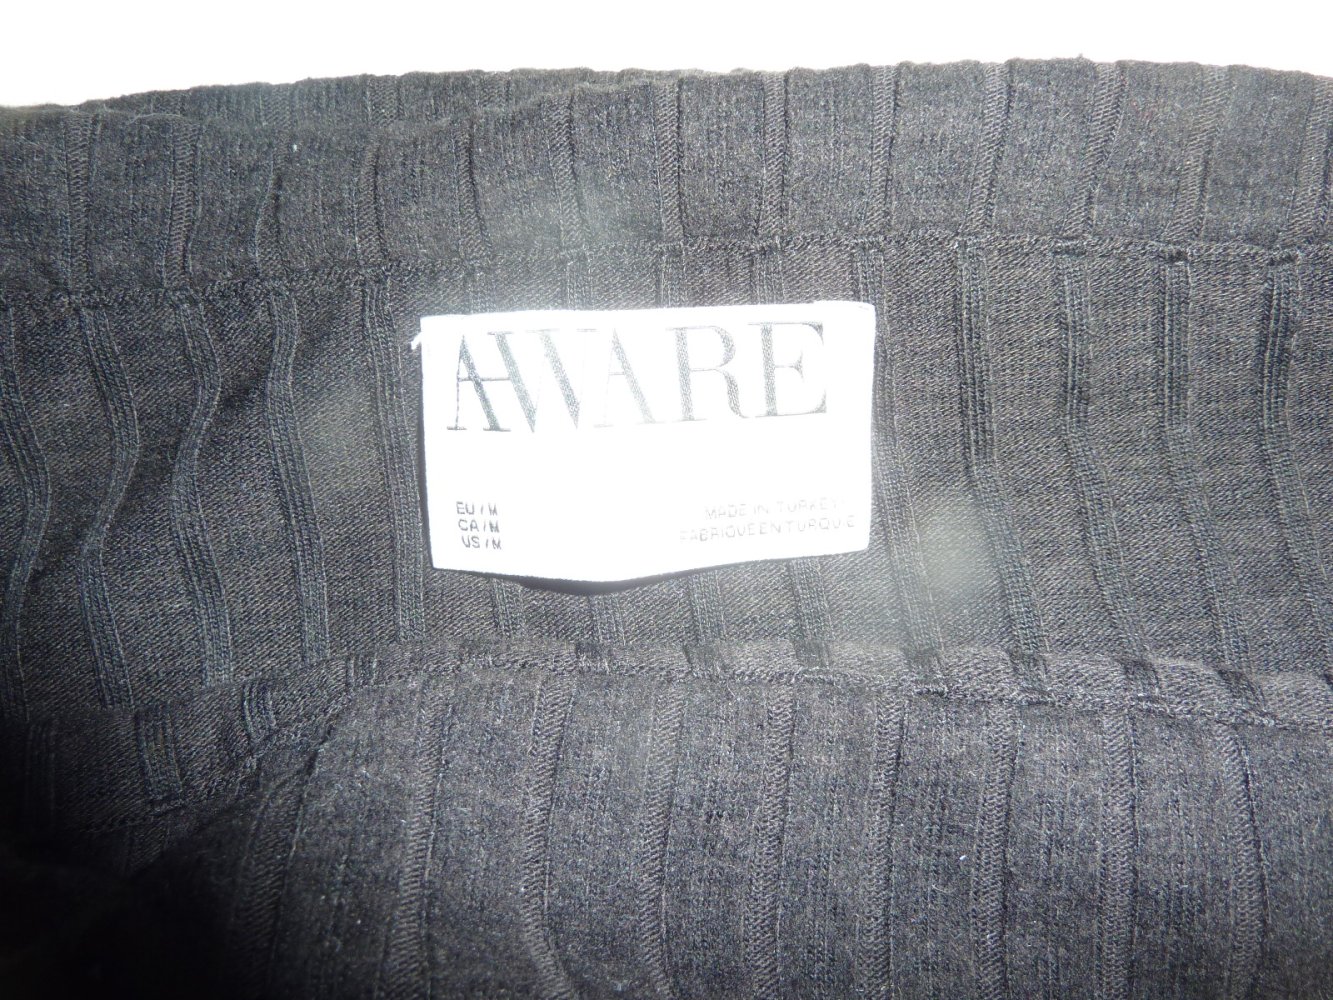 AWARE
EU / M
CA / M
US / M
MADE IN TURKEY
FABRIQUE EN TURQUIE